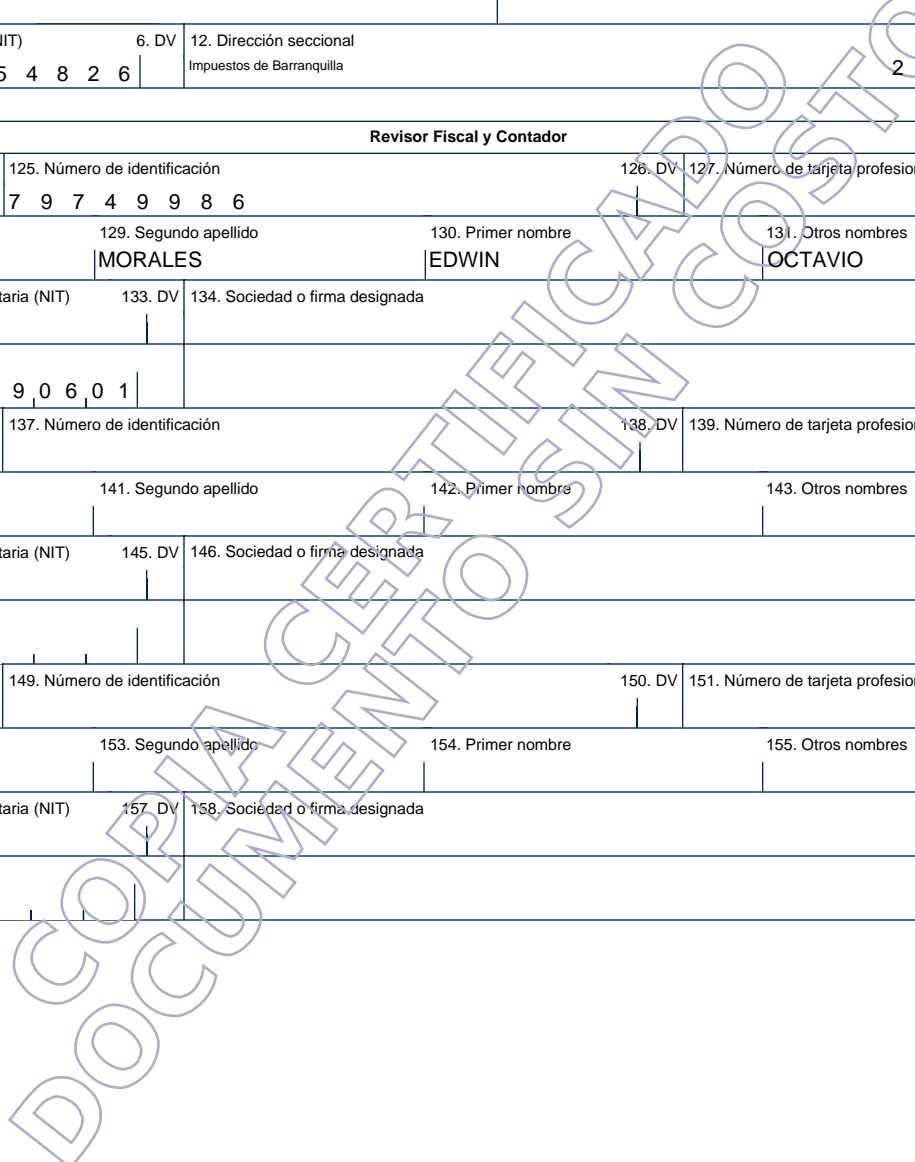 IIT) 6. DV 12. Dirección seccional
5 4 8 2 6 Impuestos de Barranquilla 2
Revisor Fiscal y Contador
125. Número de identificación 126. DV 127. Número de tarjeta profesion
7 9 7 4 9 9 8 6
129. Segundo apellido 130. Primer nombre 131. Otros nombres
MORALES EDWIN OCTAVIO
taria (NIT) 133. DV 134. Sociedad o firma designada
9 0 6 0 1
137. Número de identificación 138. DV 139. Número de tarjeta profesion
141. Segundo apellido 142. Primer nombre 143. Otros nombres
taria (NIT) 145. DV 146. Sociedad o firma designada
149. Número de identificación 150. DV 151. Número de tarjeta profesion
153. Segundo apellido 154. Primer nombre 155. Otros nombres
taria (NIT) 157. DV 158. Sociedad o firma designada
COPIA CERTIFICADO
DOCUMENTO SIN COSTO